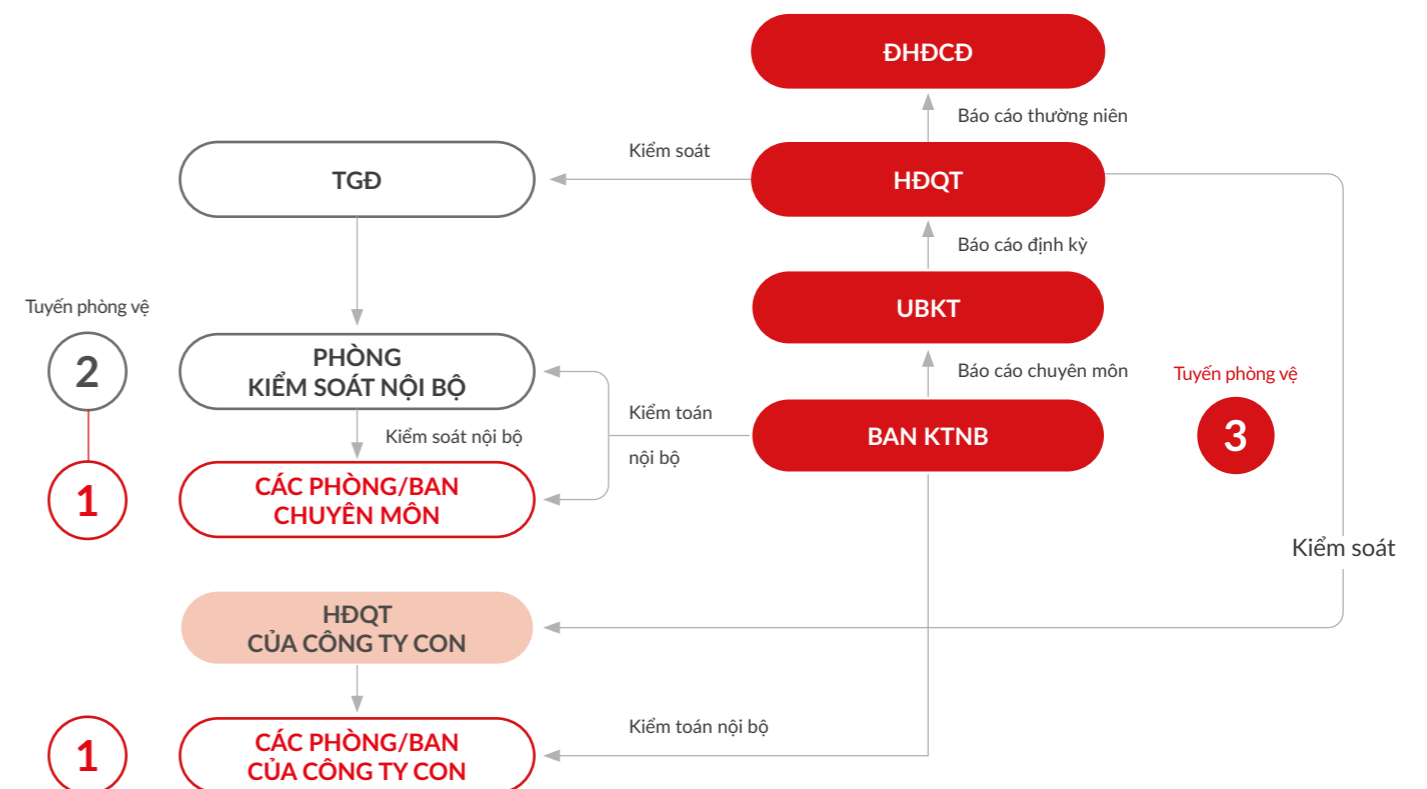 ĐHĐCĐ
Báo cáo thường niên
Kiểm soát
TGĐ
HĐQT
Báo cáo định kỳ
Tuyến phòng vệ
UBKT
2
PHÒNG
KIỂM SOÁT NỘI BỘ
Báo cáo chuyên môn
Tuyến phòng vệ
Kiểm toán
nội bộ
Kiểm soát nội bộ
BAN KTNB
3
1
CÁC PHÒNG/BAN
CHUYÊN MÔN
Kiểm soát
HĐQT
CỦA CÔNG TY CON
Kiểm toán nội bộ
1
CÁC PHÒNG/BAN
CỦA CÔNG TY CON